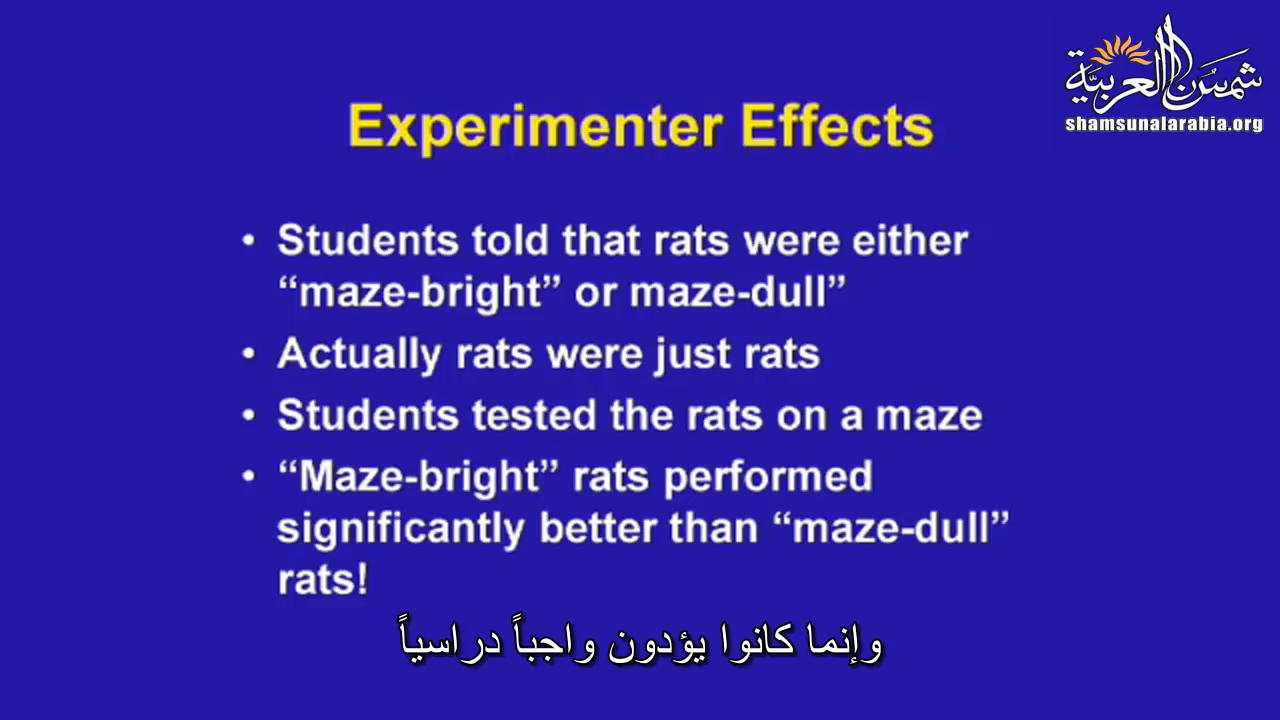 شمسُنَ العربيّة
shamsunalarabia.org
Experimenter Effects
• Students told that rats were either
“maze-bright” or maze-dull”
• Actually rats were just rats
• Students tested the rats on a maze
• “Maze-bright” rats performed
significantly better than “maze-dull”
rats!
وإنما كانوا يؤدون واجباً دراسياً